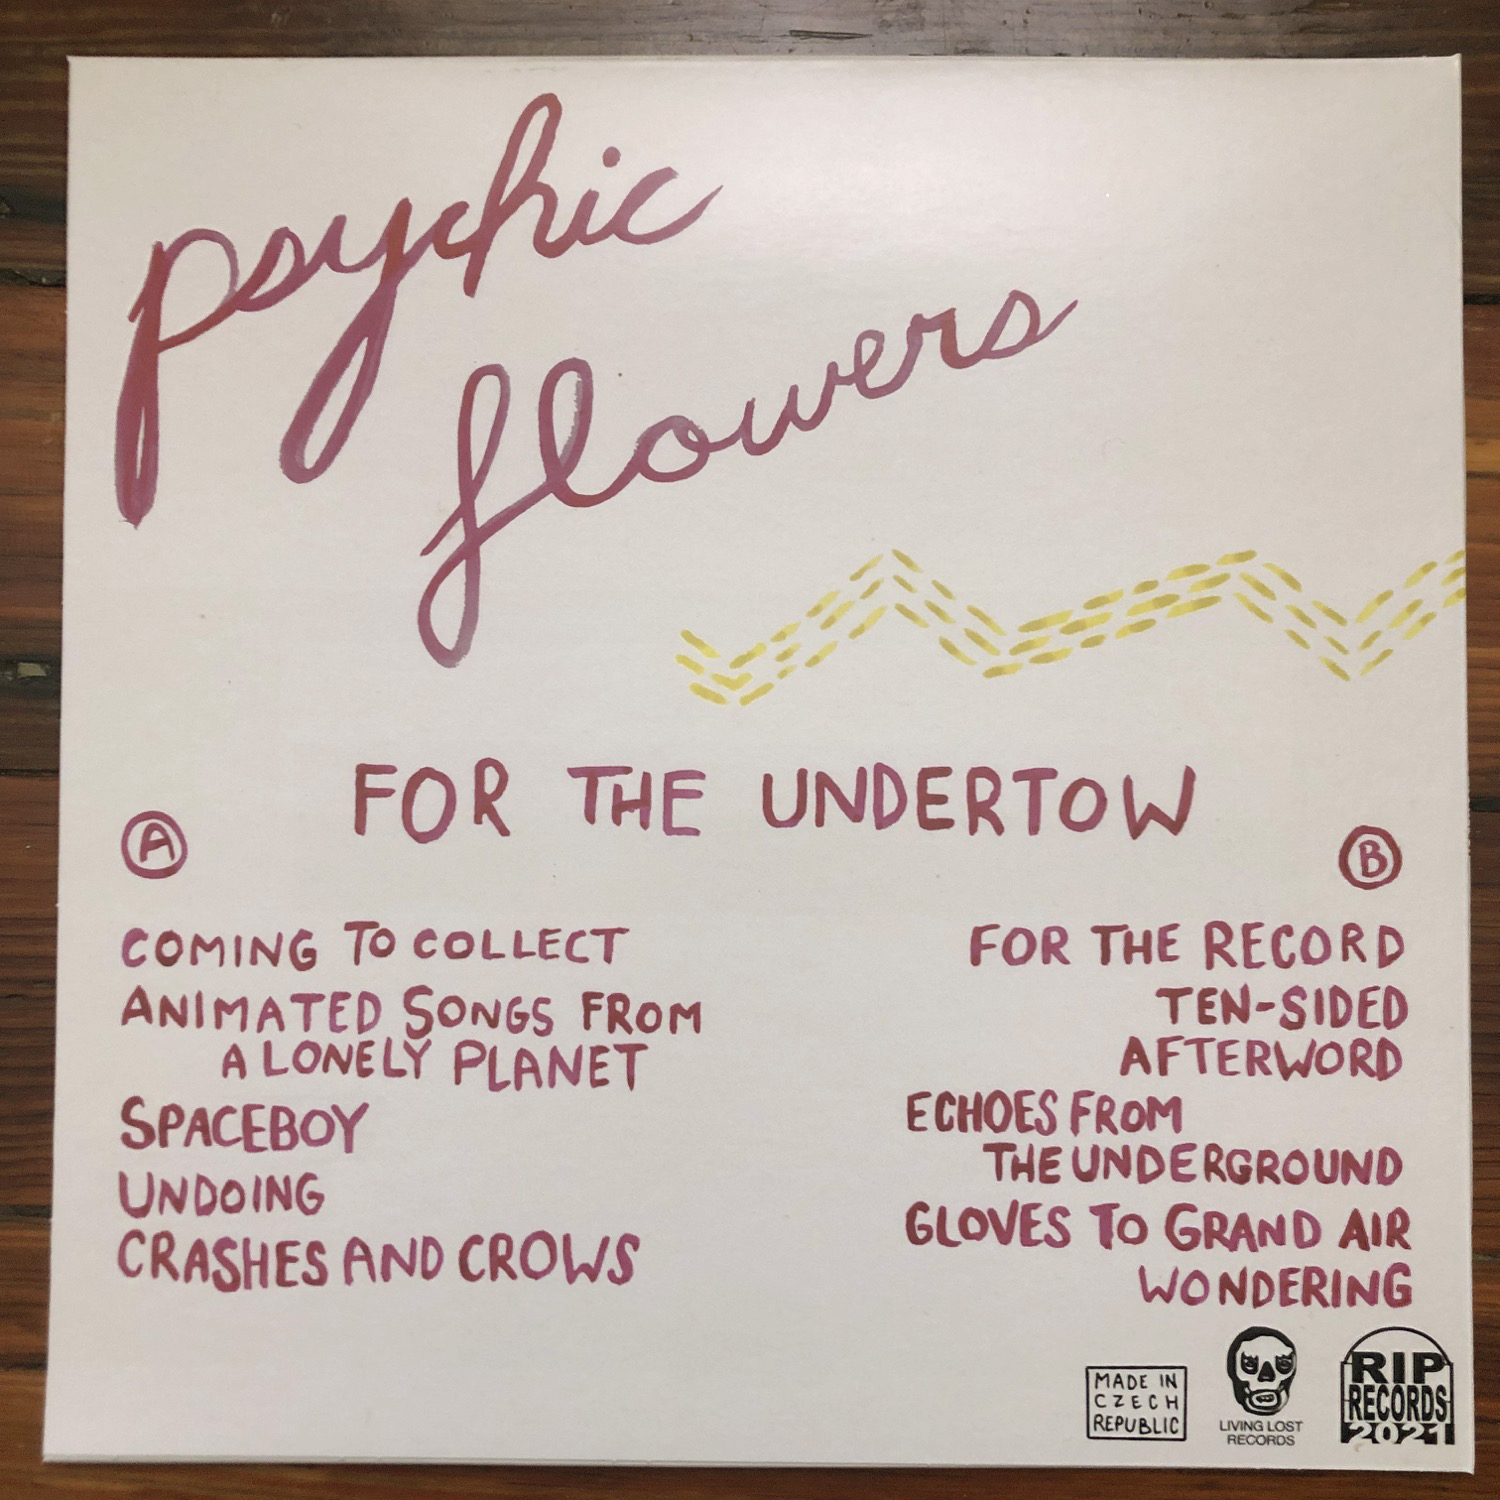 psychic
flowers
FOR THE UNDERTOW
A
COMING TO COLLECT
ANIMATED SONGS FROM
A LONELY PLANET
SPACEBOY
UNDOING
CRASHES AND CROWS
B
FOR THE RECORD
TEN-SIDED
AFTERWORD
ECHOES FROM
THE UNDERGROUND
GLOVES TO GRAND AIR
WONDERING
MADE IN
CZECH
REPUBLIC
LIVING LOST
RECORDS
RIP
RECORDS
2021